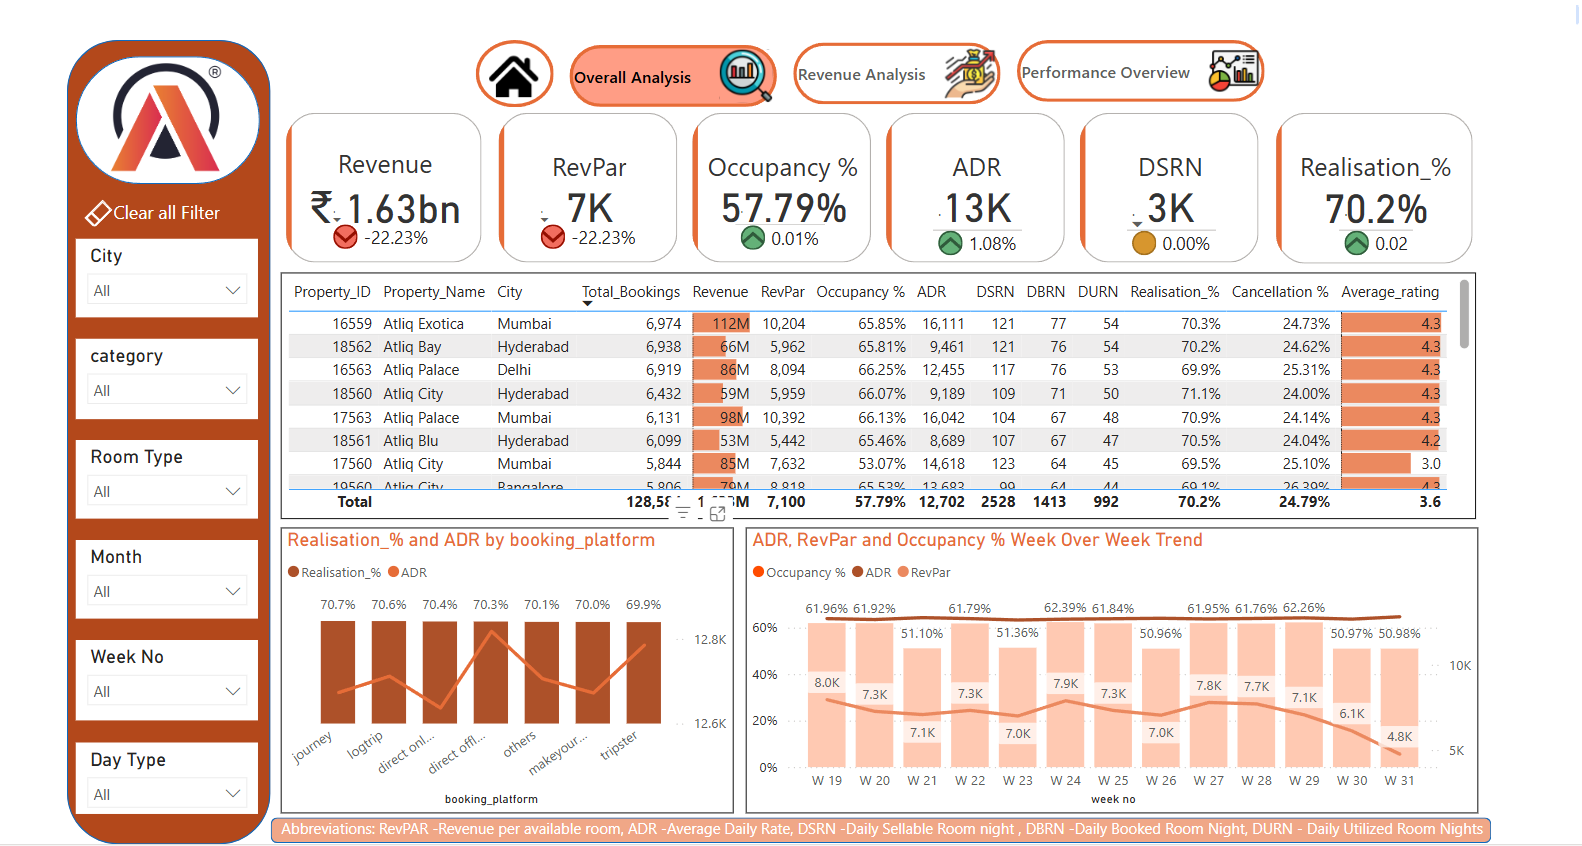 Overall Analysis
Revenue Analysis
Performance Overview
®
Clear all Filter
City
All
category
All
Room Type
All
Month
All
Week No
All
Day Type
All
Revenue
₹ 1.63bn
-22.23%
RevPar
7K
-22.23%
Occupancy %
57.79%
0.01%
ADR
13K
1.08%
DSRN
3K
0.00%
Realisation_%
70.2%
0.02
Property_ID Property_Name City Total_Bookings Revenue RevPar Occupancy % ADR DSRN DBRN DURN Realisation_% Cancellation % Average_rating
16559 Atliq Exotica Mumbai 6,974 112M 10,204 65.85% 16,111 121 77 54 70.3% 24.73% 4.3
18562 Atliq Bay Hyderabad 6,938 66M 5,962 65.81% 9,461 121 76 54 70.2% 24.62% 4.3
16563 Atliq Palace Delhi 6,919 86M 8,094 66.25% 12,455 117 76 53 69.9% 25.31% 4.3
18560 Atliq City Hyderabad 6,432 59M 5,959 66.07% 9,189 109 71 50 71.1% 24.00% 4.3
17563 Atliq Palace Mumbai 6,131 98M 10,392 66.13% 16,042 104 67 48 70.9% 24.14% 4.3
18561 Atliq Blu Hyderabad 6,099 53M 5,442 65.46% 8,689 107 67 47 70.5% 24.04% 4.2
17560 Atliq City Mumbai 5,844 85M 7,632 53.07% 14,618 123 64 45 69.5% 25.10% 3.0
19560 Atliq City Bangalore 5,806 79M 8,818 65.53% 13,683 99 64 44 69.1% 26.39% 4.3
Total 7,100 57.79% 12,702 2528 1413 992 70.2% 24.79% 3.6
Realisation_% and ADR by booking_platform
Realisation_% ADR
70.7% 70.6% 70.4% 70.3% 70.1% 70.0% 69.9%
12.8K
12.6K
journey logtrip direct onl... direct offl... others makeyour... tripster
booking_platform
ADR, RevPar and Occupancy % Week Over Week Trend
Occupancy % ADR RevPar
61.96% 61.92% 51.10% 61.79% 51.36% 62.39% 61.84% 50.96% 61.95% 61.76% 62.26% 50.97% 50.98%
60%
40%
20%
0%
10K
5K
8.0K 7.3K 7.1K 7.3K 7.0K 7.9K 7.3K 7.0K 7.8K 7.7K 7.1K 6.1K 4.8K
W 19 W 20 W 21 W 22 W 23 W 24 W 25 W 26 W 27 W 28 W 29 W 30 W 31
week no
Abbreviations: RevPAR -Revenue per available room, ADR -Average Daily Rate, DSRN -Daily Sellable Room night , DBRN -Daily Booked Room Night, DURN - Daily Utilized Room Nights